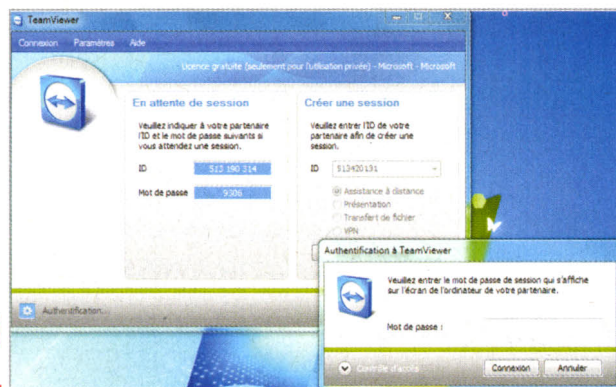 TeamViewer
Connexion Paramètres Aide
Licence gratuite (seulement pour l'utilisation privée) - Microsoft - Microsoft
En attente de session
Veuillez indiquer à votre partenaire
l'ID et le mot de passe suivants si
vous attendez une session.
ID 513 190 314
Mot de passe 9306
Créer une session
Veuillez entrer l'ID de votre
partenaire afin de créer une
session.
ID 513420131
Assistance à distance
Présentation
Transfert de fichier
VPN
Authentification...
Authentification à TeamViewer
Veuillez entrer le mot de passe de session qui s'affiche
sur l'écran de l'ordinateur de votre partenaire.
Mot de passe :
Contrôle d'accès
Connexion Annuler